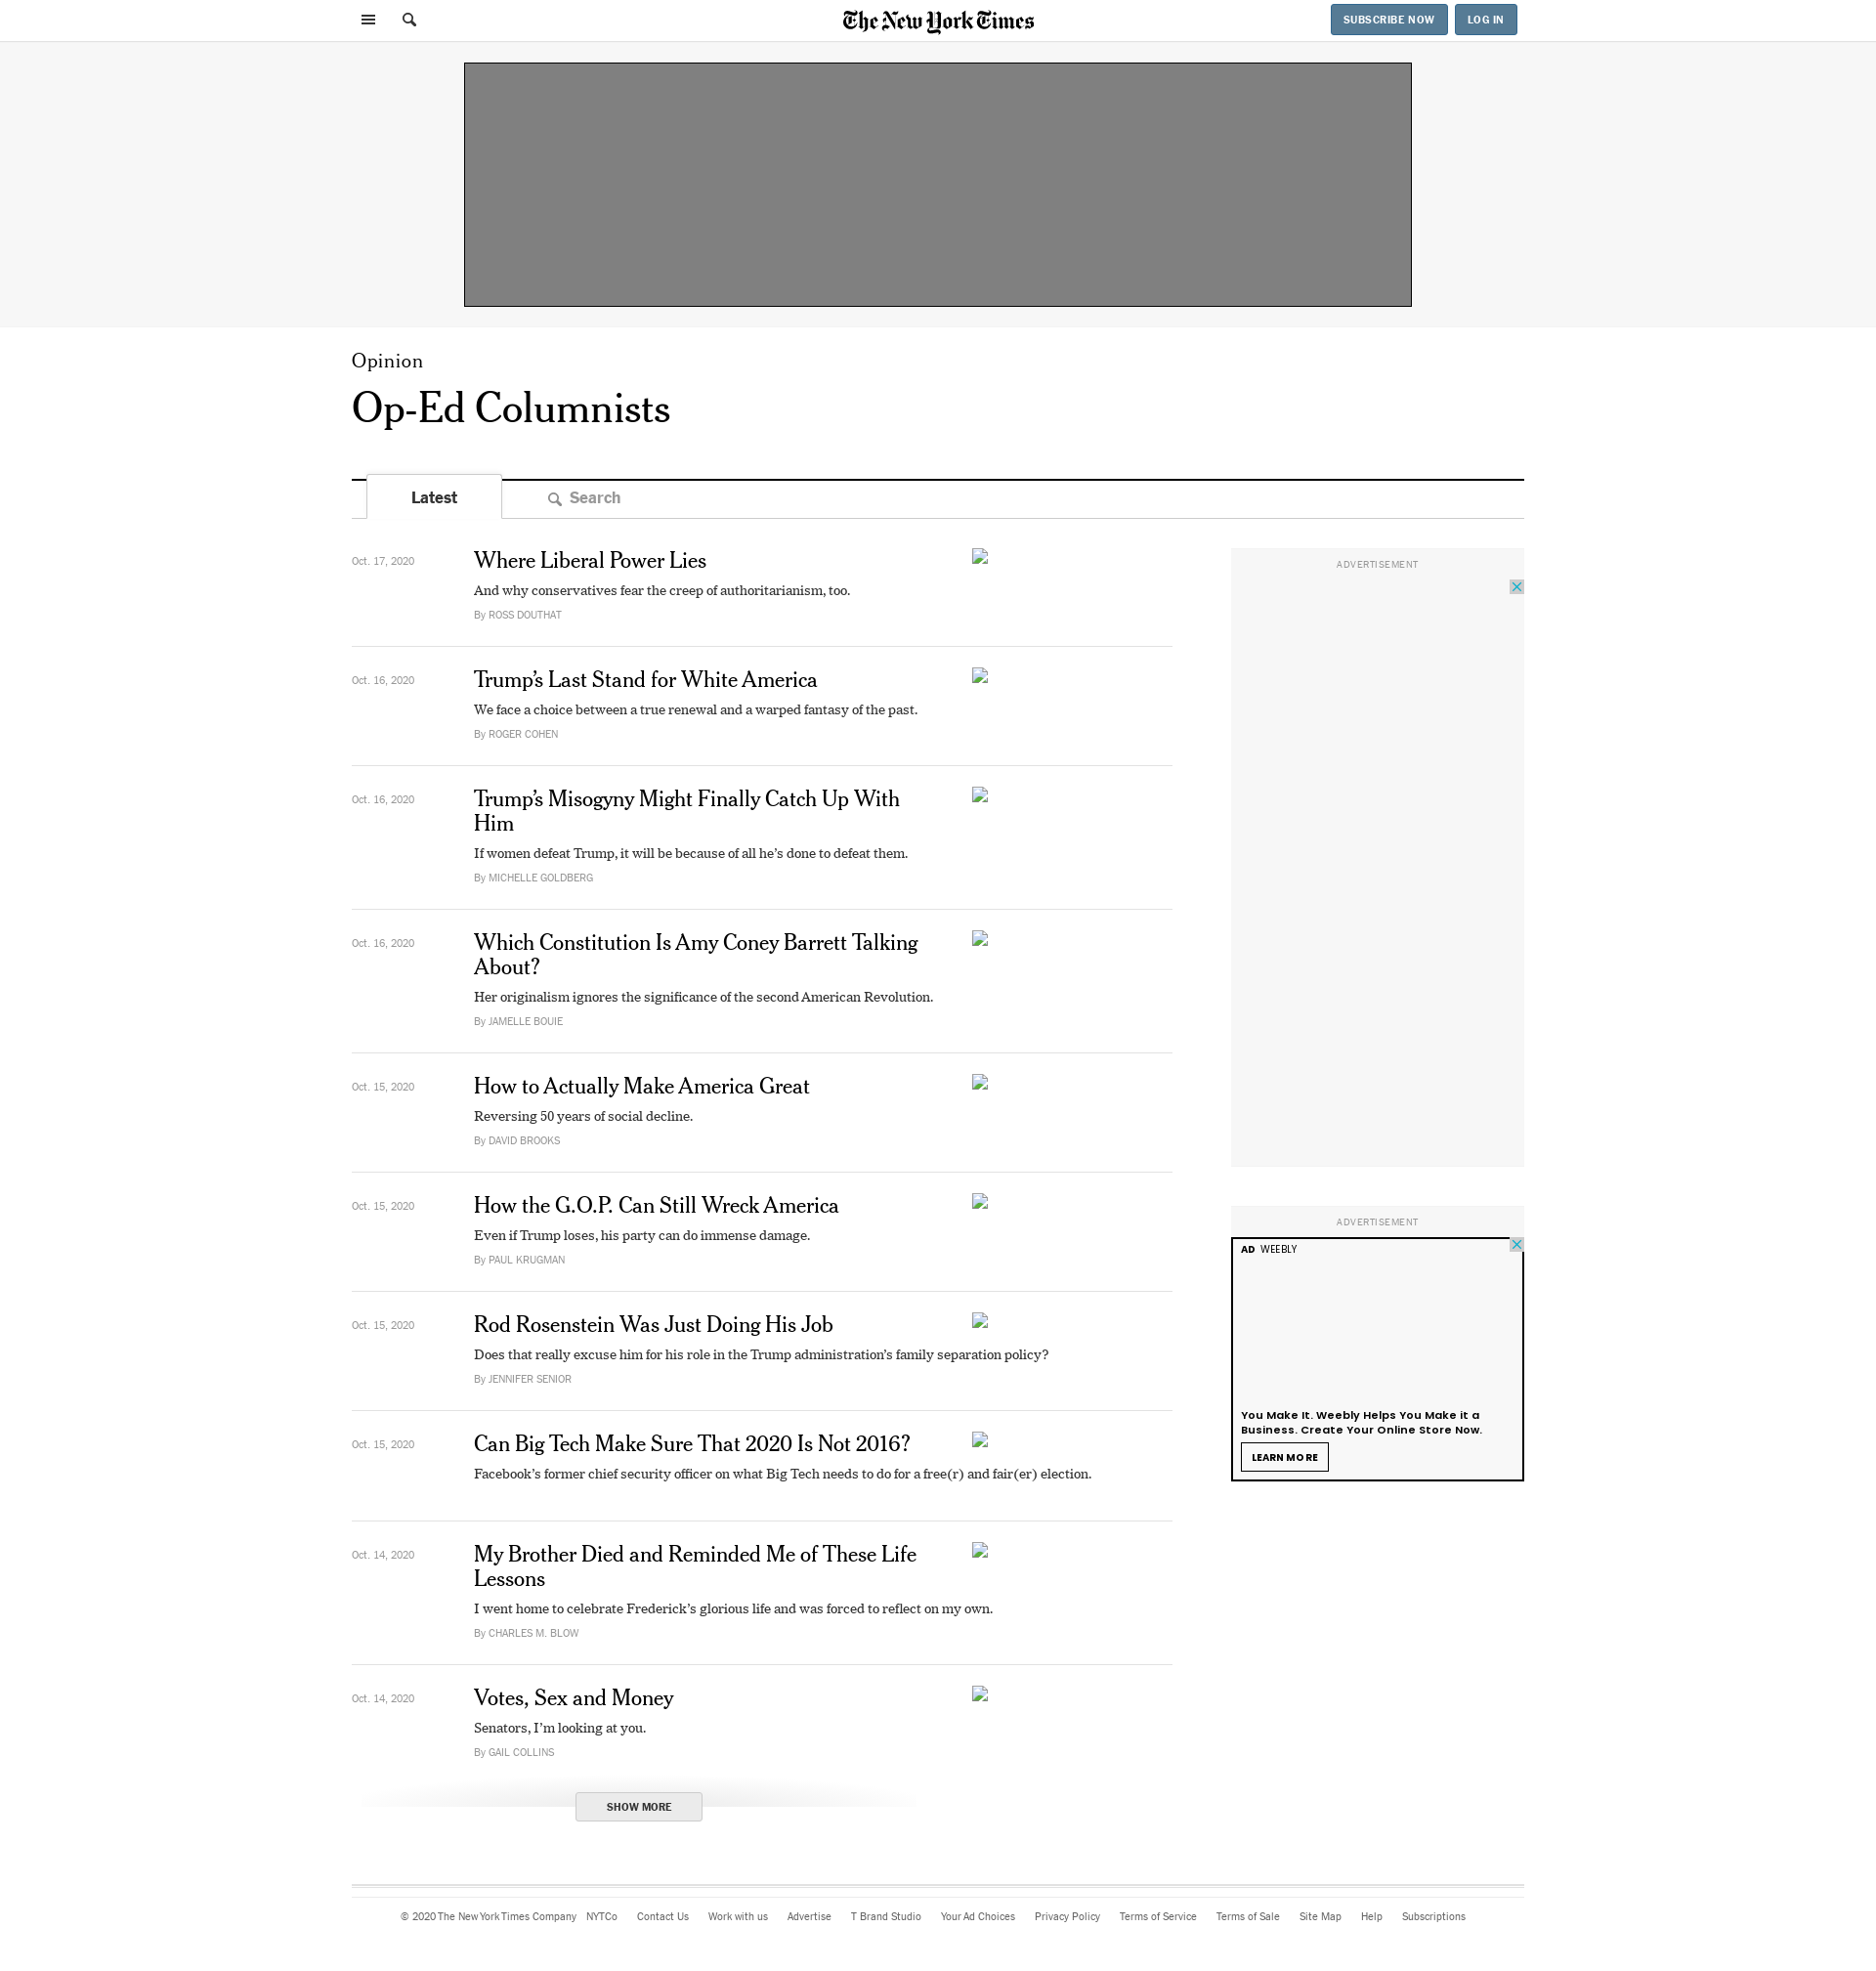 The New York Times
SUBSCRIBE NOW
LOG IN
Opinion
Op-Ed Columnists
Latest
Search
Oct. 17, 2020
Where Liberal Power Lies
And why conservatives fear the creep of authoritarianism, too.
By ROSS DOUTHAT
Oct. 16, 2020
Trump’s Last Stand for White America
We face a choice between a true renewal and a warped fantasy of the past.
By ROGER COHEN
Oct. 16, 2020
Trump’s Misogyny Might Finally Catch Up With
Him
If women defeat Trump, it will be because of all he’s done to defeat them.
By MICHELLE GOLDBERG
Oct. 16, 2020
Which Constitution Is Amy Coney Barrett Talking
About?
Her originalism ignores the significance of the second American Revolution.
By JAMELLE BOUIE
Oct. 15, 2020
How to Actually Make America Great
Reversing 50 years of social decline.
By DAVID BROOKS
Oct. 15, 2020
How the G.O.P. Can Still Wreck America
Even if Trump loses, his party can do immense damage.
By PAUL KRUGMAN
Oct. 15, 2020
Rod Rosenstein Was Just Doing His Job
Does that really excuse him for his role in the Trump administration’s family separation policy?
By JENNIFER SENIOR
Oct. 15, 2020
Can Big Tech Make Sure That 2020 Is Not 2016?
Facebook’s former chief security officer on what Big Tech needs to do for a free(r) and fair(er) election.
Oct. 14, 2020
My Brother Died and Reminded Me of These Life
Lessons
I went home to celebrate Frederick’s glorious life and was forced to reflect on my own.
By CHARLES M. BLOW
Oct. 14, 2020
Votes, Sex and Money
Senators, I’m looking at you.
By GAIL COLLINS
SHOW MORE
ADVERTISEMENT
ADVERTISEMENT
AD WEEBLY
You Make It. Weebly Helps You Make it a
Business. Create Your Online Store Now.
LEARN MORE
© 2020 The New York Times Company NYTCo Contact Us Work with us Advertise T Brand Studio Your Ad Choices Privacy Policy Terms of Service Terms of Sale Site Map Help Subscriptions